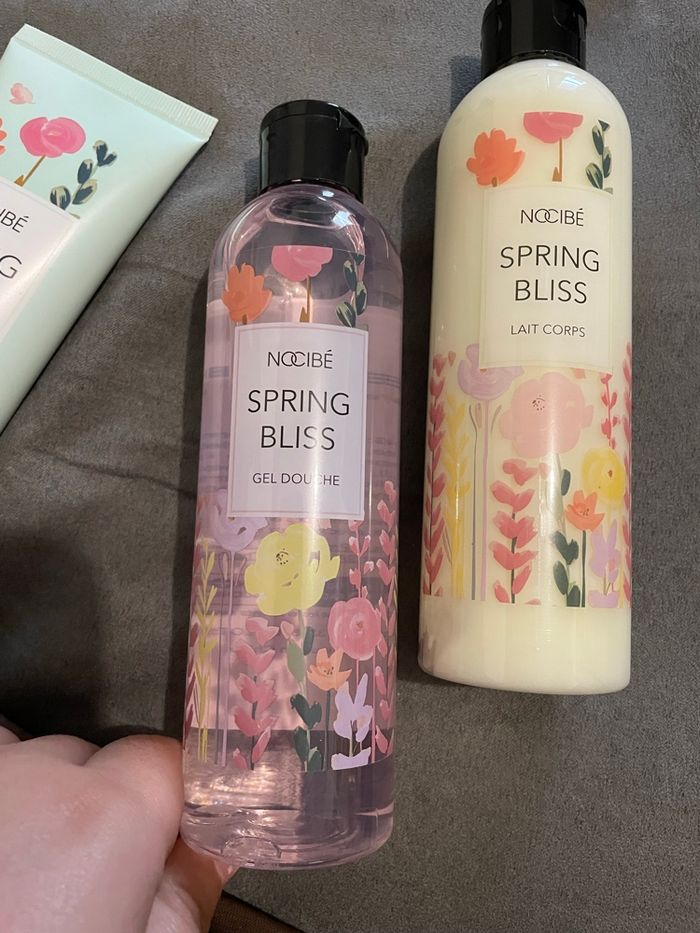 NOCIBÉ
SPRING
BLISS
GEL DOUCHE
NOCIBÉ
SPRING
BLISS
LAIT CORPS